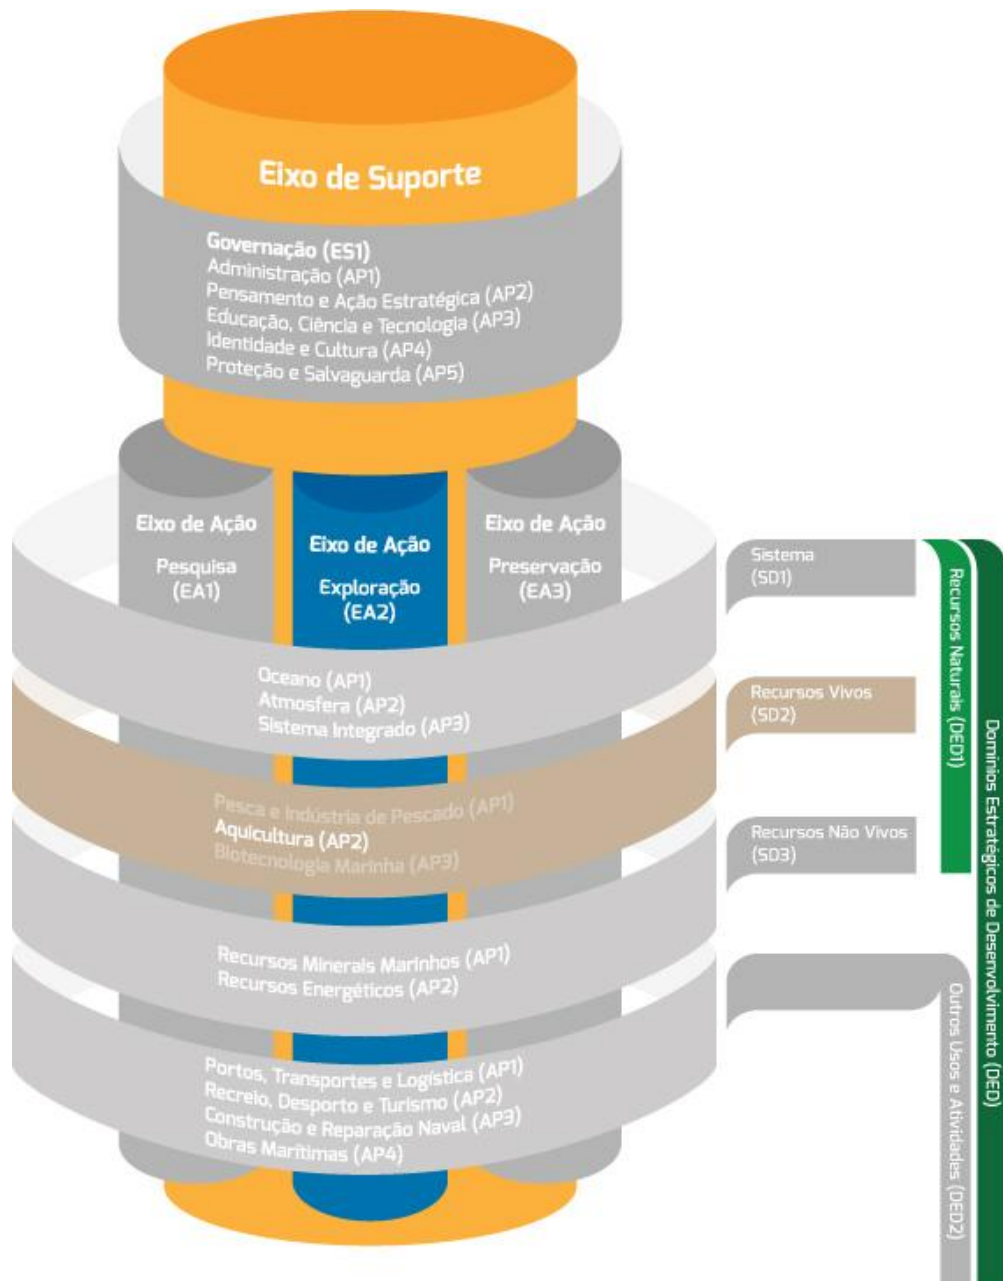 Eixo de Suporte
Governação (ES1)
Administração (AP1)
Pensamento e Ação Estratégica (AP2)
Educação, Ciência e Tecnologia (AP3)
Identidade e Cultura (AP4)
Proteção e Salvaguarda (AP5)
Eixo de Ação
Pesquisa
(EA1)
Eixo de Ação
Exploração
(EA2)
Eixo de Ação
Preservação
(EA3)
Oceano (AP1)
Atmosfera (AP2)
Sistema Integrado (AP3)
Sistema
(SD1)
Pesca e Indústria de Pescado (AP1)
Aquicultura (AP2)
Biotecnologia Marinha (AP3)
Recursos Vivos
(SD2)
Recursos Minerais Marinhos (AP1)
Recursos Energéticos (AP2)
Recursos Não Vivos
(SD3)
Portos, Transportes e Logística (AP1)
Recreio, Desporto e Turismo (AP2)
Construção e Reparação Naval (AP3)
Obras Marítimas (AP4)
Recursos Naturais (DED1)
Outros Usos e Atividades (DED2)
Domínios Estratégicos de Desenvolvimento (DED)